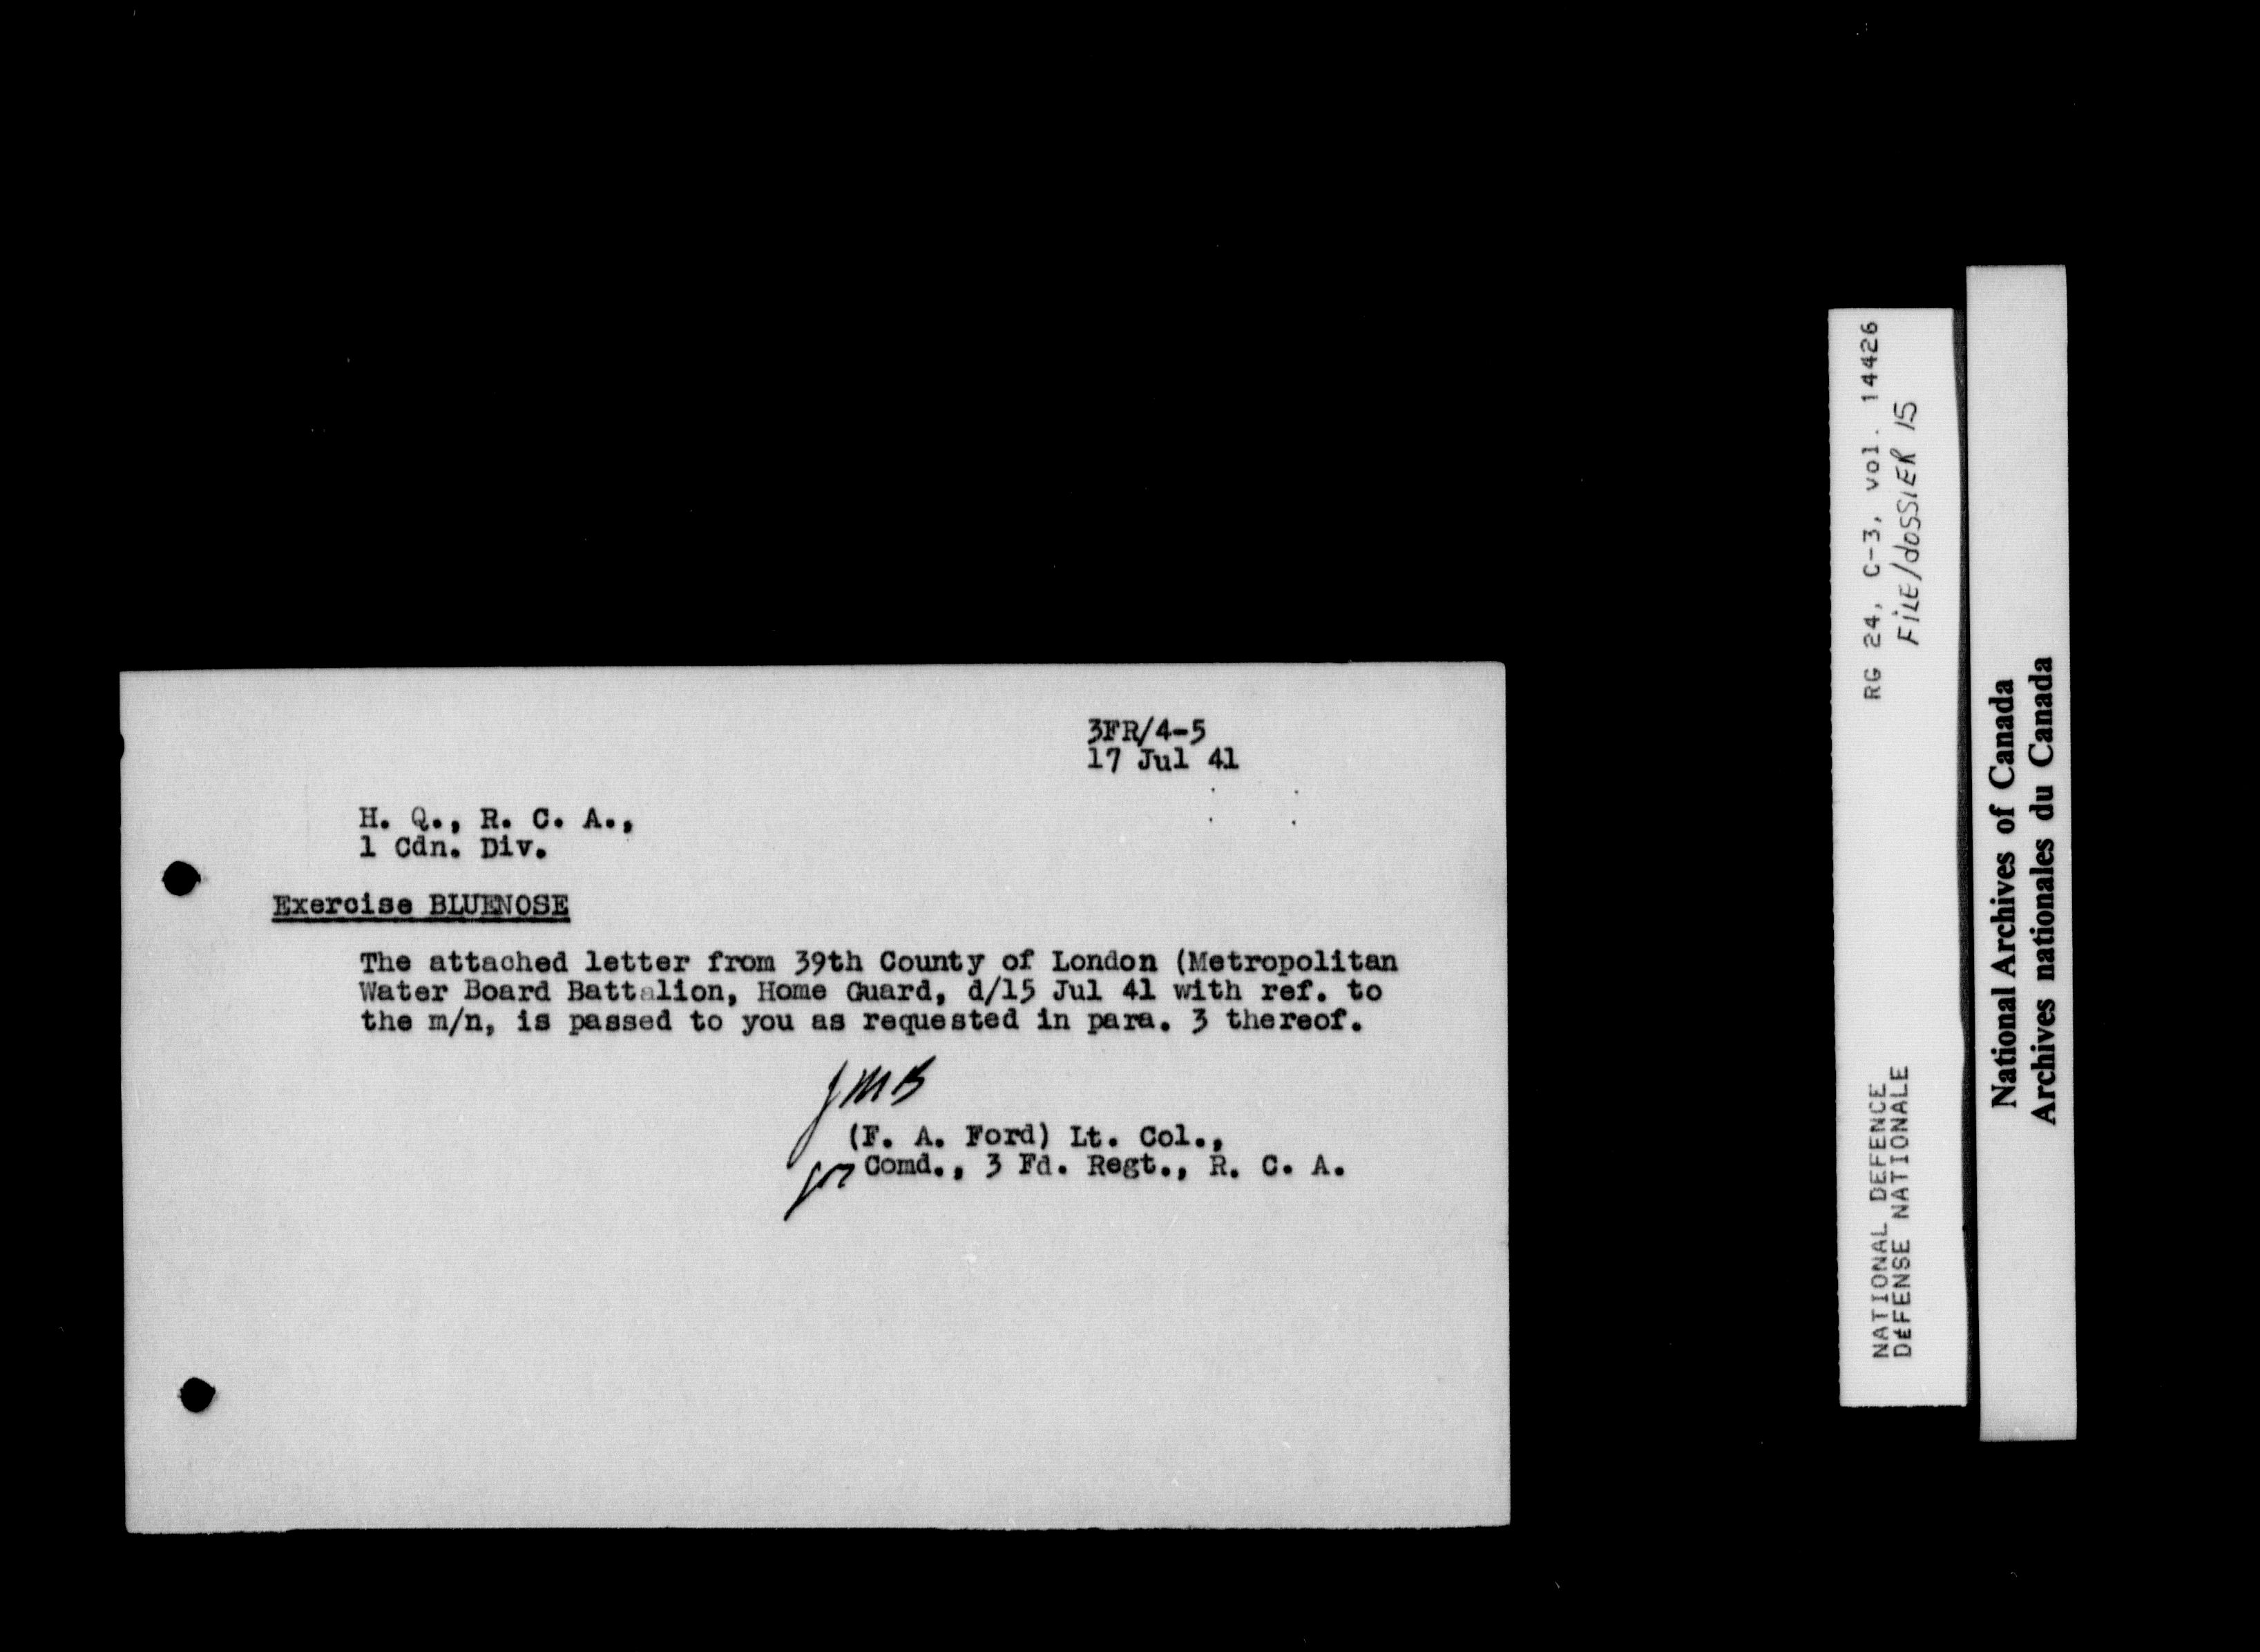 3FR/4-5
17 Jul 41
H. Q., R. C. A.,
1 Cdn. Div.
Exercise BLUENOSE
The attached letter from 39th County of London (Metropolitan
Water Board Battalion, Home Guard, d/15 Jul 41 with ref. to
the m/n, is passed to you as requested in para. 3 thereof.
JMB
(F. A. Ford) Lt. Col.,
for Comd., 3 Fd. Regt., R. C. A.
RG 24, C-3, vol. 14426
FILE/dOSSIER 15
NATIONAL DEFENCE
DÉFENSE NATIONALE
National Archives of Canada
Archives nationales du Canada